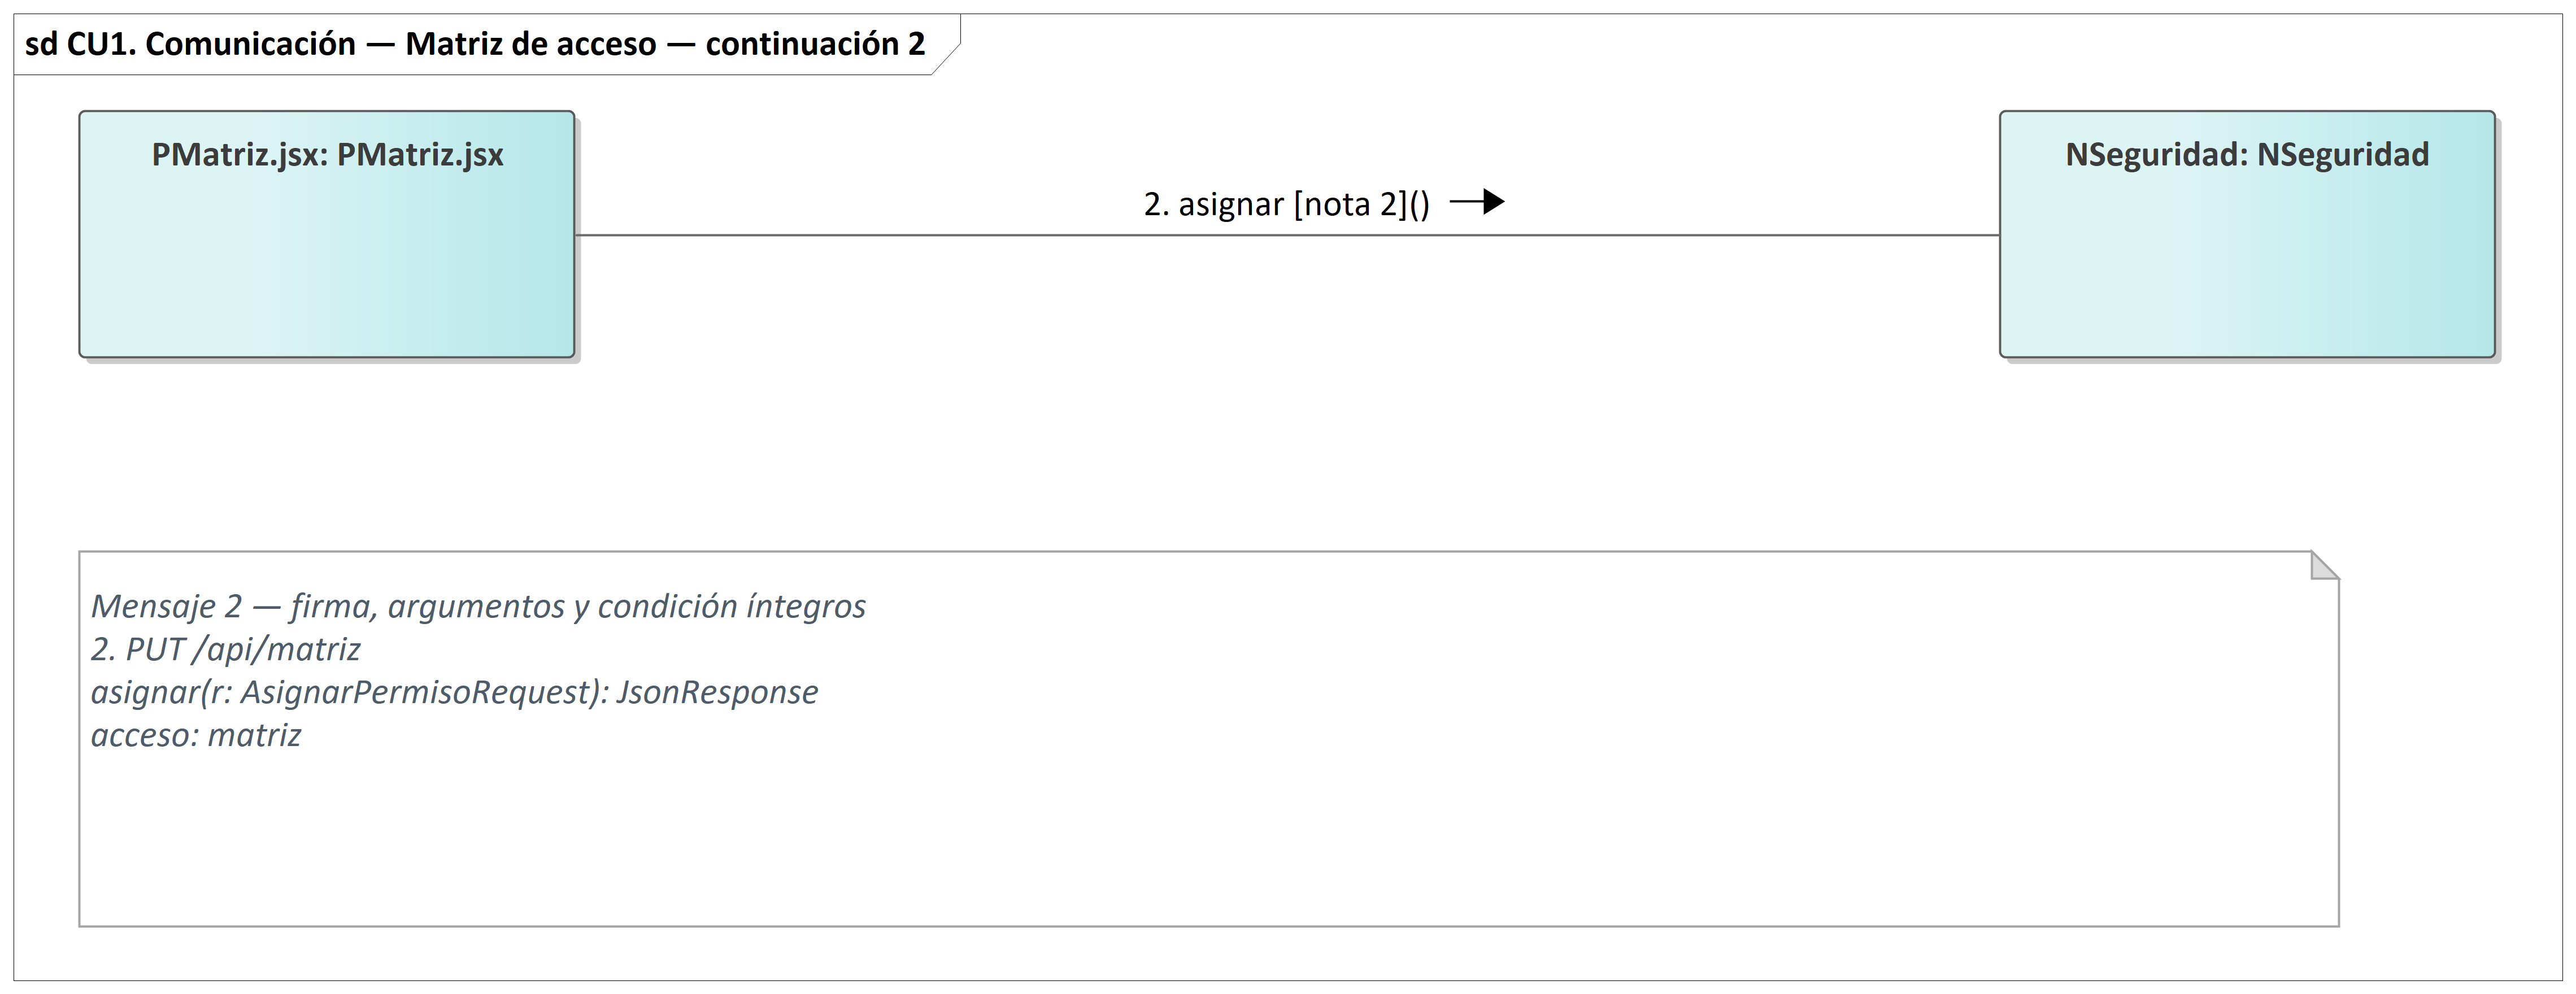 sd CU1. Comunicación — Matriz de acceso — continuación 2
PMatriz.jsx: PMatriz.jsx
NSeguridad: NSeguridad
2. asignar [nota 2]()
Mensaje 2 — firma, argumentos y condición íntegros
2. PUT /api/matriz
asignar(r: AsignarPermisoRequest): JsonResponse
acceso: matriz